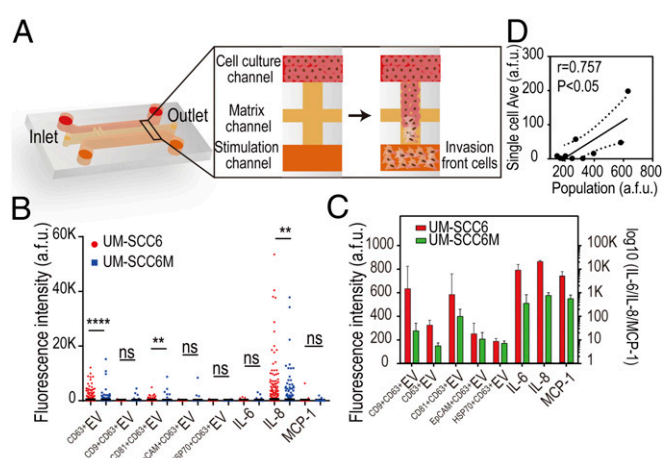 A
Cell culture
channel
Matrix
channel
Stimulation
channel
Inlet
Outlet
Invasion
front cells
D
Single cell Ave (a.f.u.)
300
200
100
0
r=0.757
P<0.05
0 200 400 600 800
Population (a.f.u.)
B
Fluorescence intensity (a.f.u.)
60K
40K
20K
0
UM-SCC6
UM-SCC6M
****
ns
**
ns
ns
ns
**
ns
CD63+EV
CD9+CD63+EV
CD81+CD63+EV
EpCAM+CD63+EV
HSP70+CD63+EV
IL-6
IL-8
MCP-1
C
Fluorescence intensity (a.f.u.)
1000
800
600
400
200
0
UM-SCC6
UM-SCC6M
100K
10K
1K
1M
100
10
1
log10 (IL-6/IL-8/MCP-1)
CD9+CD63+EV
CD63+EV
CD81+CD63+EV
EpCAM+CD63+EV
HSP70+CD63+EV
IL-6
IL-8
MCP-1